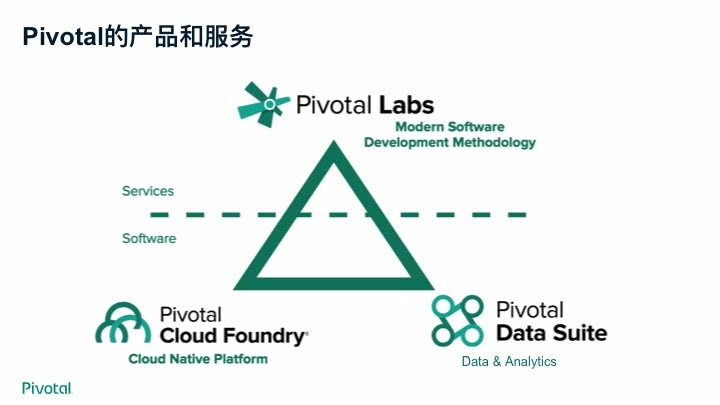 Pivotal的产品和服务
Pivotal Labs
Modern Software
Development Methodology
Services
Software
Pivotal
Cloud Foundry®
Cloud Native Platform
Pivotal
Data Suite
Data & Analytics
Pivotal